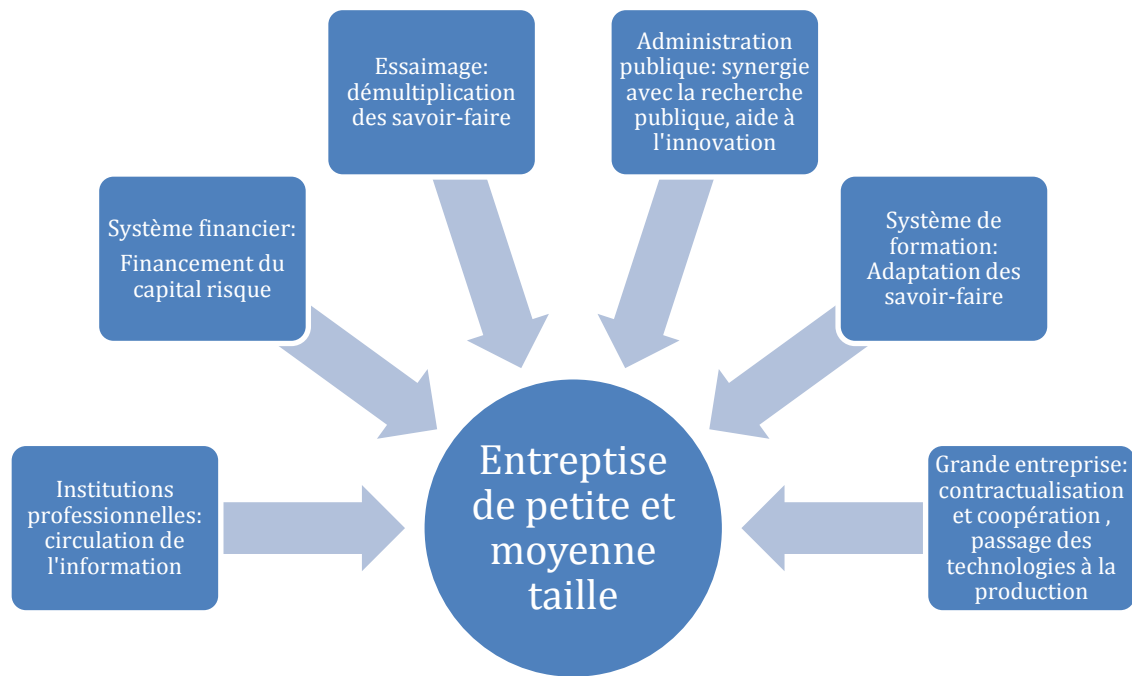 Institutions
professionnelles:
circulation de
l'information
Système financier:
Financement du
capital risque
Essaimage:
démultiplication
des savoir-faire
Administration
publique: synergie
avec la recherche
publique, aide à
l'innovation
Système de
formation:
Adaptation des
savoir-faire
Grande entreprise:
contractualisation
et coopération ,
passage des
technologies à la
production
Entreptise
de petite et
moyenne
taille